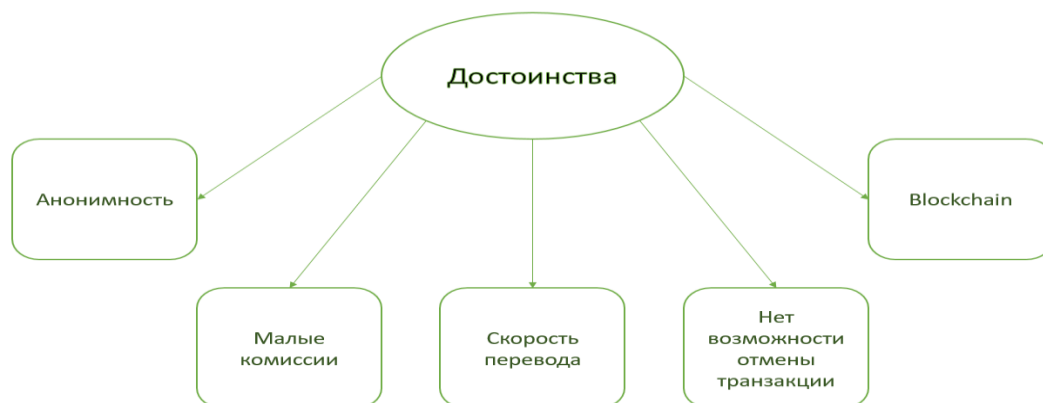 Достоинства
Анонимность
Blockchain
Малые
комиссии
Скорость
перевода
Нет
возможности
отмены
транзакции